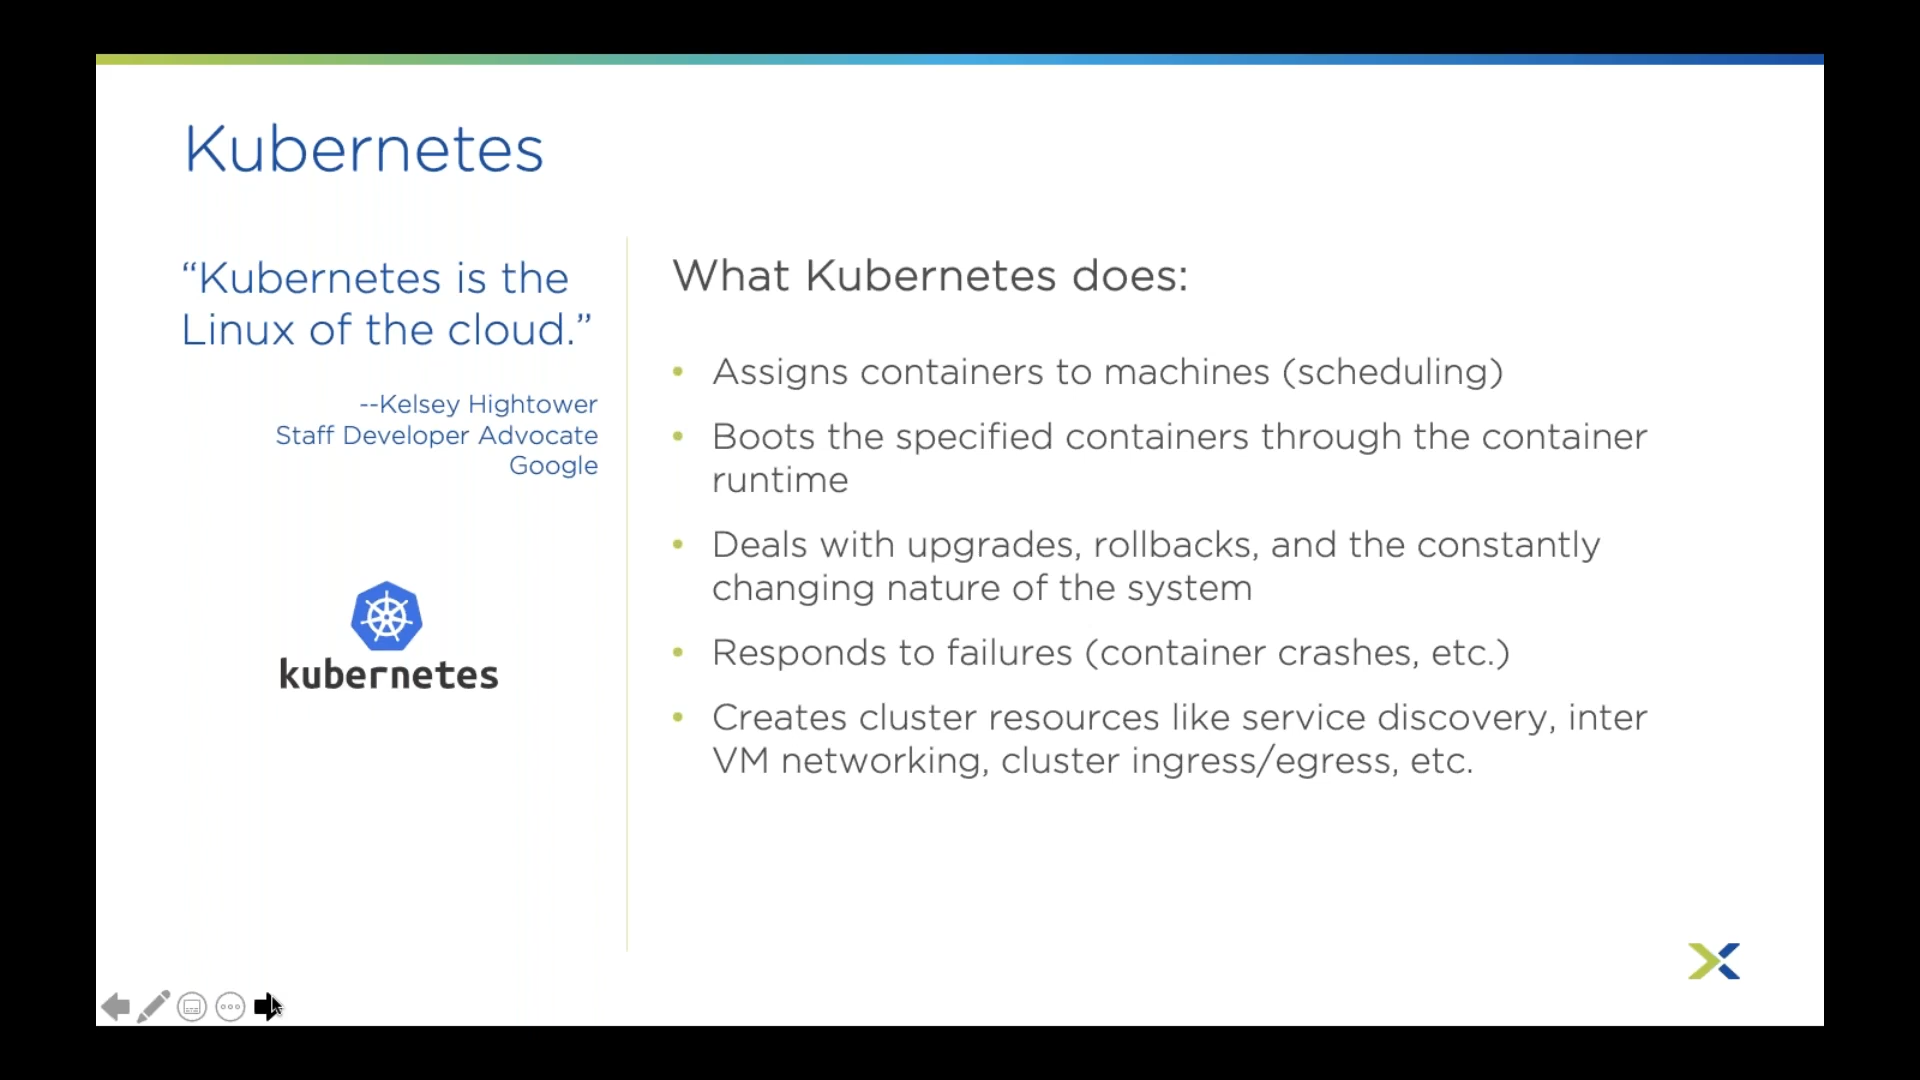 Kubernetes
“Kubernetes is the
Linux of the cloud.”
--Kelsey Hightower
Staff Developer Advocate
Google
kubernetes
What Kubernetes does:
• Assigns containers to machines (scheduling)
• Boots the specified containers through the container
runtime
• Deals with upgrades, rollbacks, and the constantly
changing nature of the system
• Responds to failures (container crashes, etc.)
• Creates cluster resources like service discovery, inter
VM networking, cluster ingress/egress, etc.